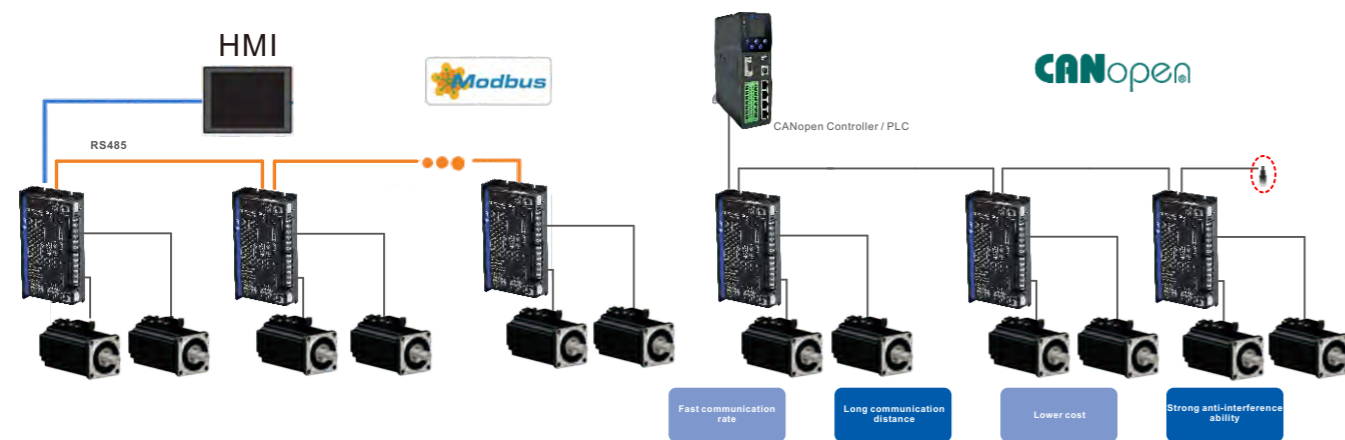 HMI
Modbus
RS485
CANopen
CANopen Controller / PLC
Fast communication
rate
Long communication
distance
Lower cost
Strong anti-interference
ability